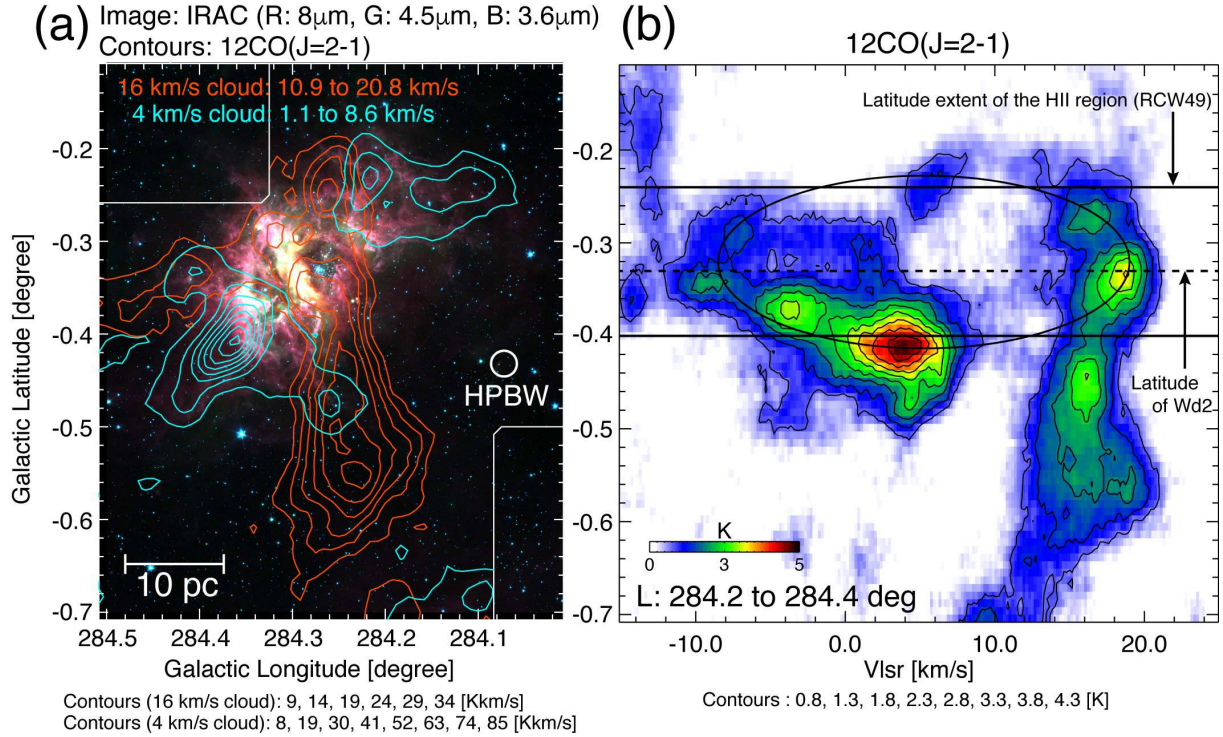 (a) Image: IRAC (R: 8μm, G: 4.5μm, B: 3.6μm)
Contours: 12CO(J=2-1)
16 km/s cloud: 10.9 to 20.8 km/s
4 km/s cloud: 1.1 to 8.6 km/s
-0.2
-0.3
-0.4
-0.5
-0.6
-0.7
Galactic Latitude [degree]
HPBW
10 pc
284.5 284.4 284.3 284.2 284.1
Galactic Longitude [degree]
Contours (16 km/s cloud): 9, 14, 19, 24, 29, 34 [Kkm/s]
Contours (4 km/s cloud): 8, 19, 30, 41, 52, 63, 74, 85 [Kkm/s]
(b)
12CO(J=2-1)
Latitude extent of the HII region (RCW49)
-0.2
-0.3
-0.4
-0.5
-0.6
-0.7
Latitude
of Wd2
K
0 3 5
L: 284.2 to 284.4 deg
-10.0 0.0 10.0 20.0
Vlsr [km/s]
Contours : 0.8, 1.3, 1.8, 2.3, 2.8, 3.3, 3.8, 4.3 [K]